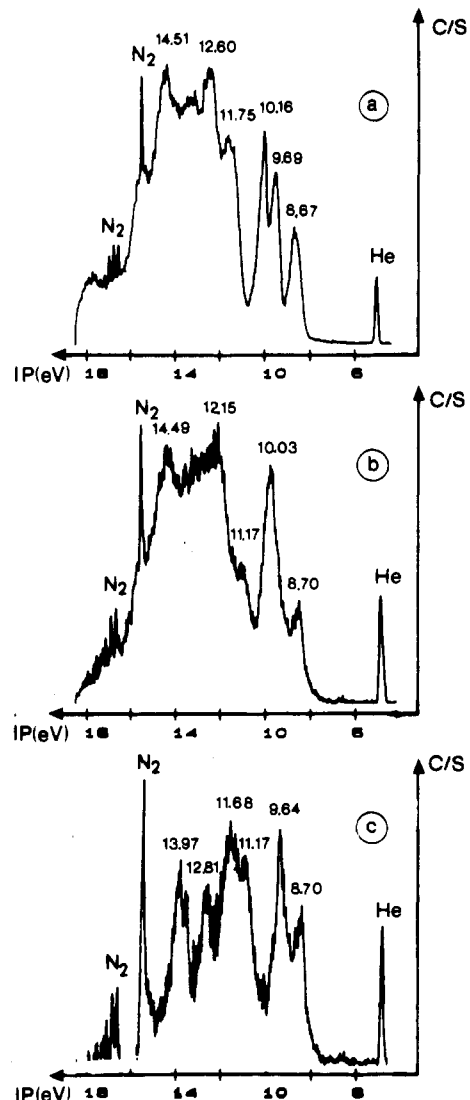 C/S
14.51 12.60
N2
11.75 10.16
a
9.69
8,67
N2
He
IP(eV) 18 14 10 6
C/S
N2
14.49 12,15
b
10.03
11,17
N2
8.70
He
IP(eV) 18 14 10 6
N2
C/S
11.68 9.64
c
13.97 12.81 11.17
8.70
N2
He
IP(eV) 18 14 10 6